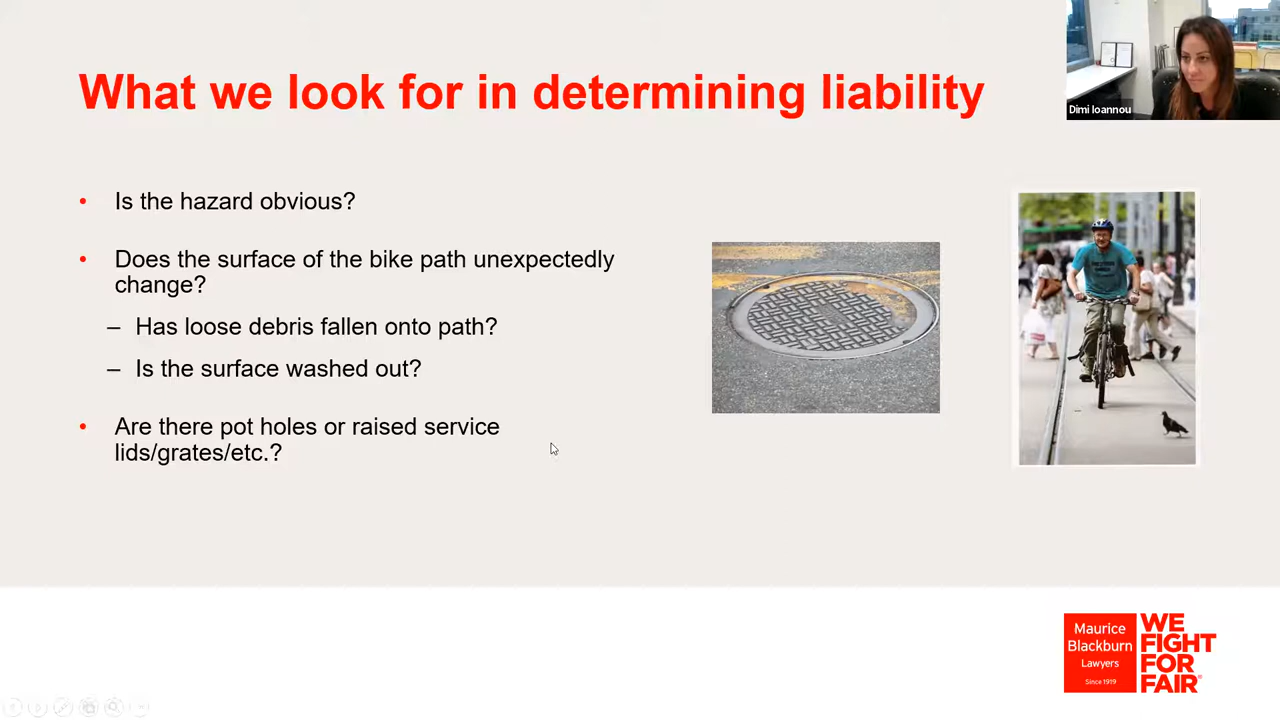 What we look for in determining liability
Dimi Ioannou
• Is the hazard obvious?
• Does the surface of the bike path unexpectedly
change?
– Has loose debris fallen onto path?
– Is the surface washed out?
• Are there pot holes or raised service
lids/grates/etc.?
Maurice
Blackburn
Lawyers
Since 1919
WE
FIGHT
FOR
FAIR®